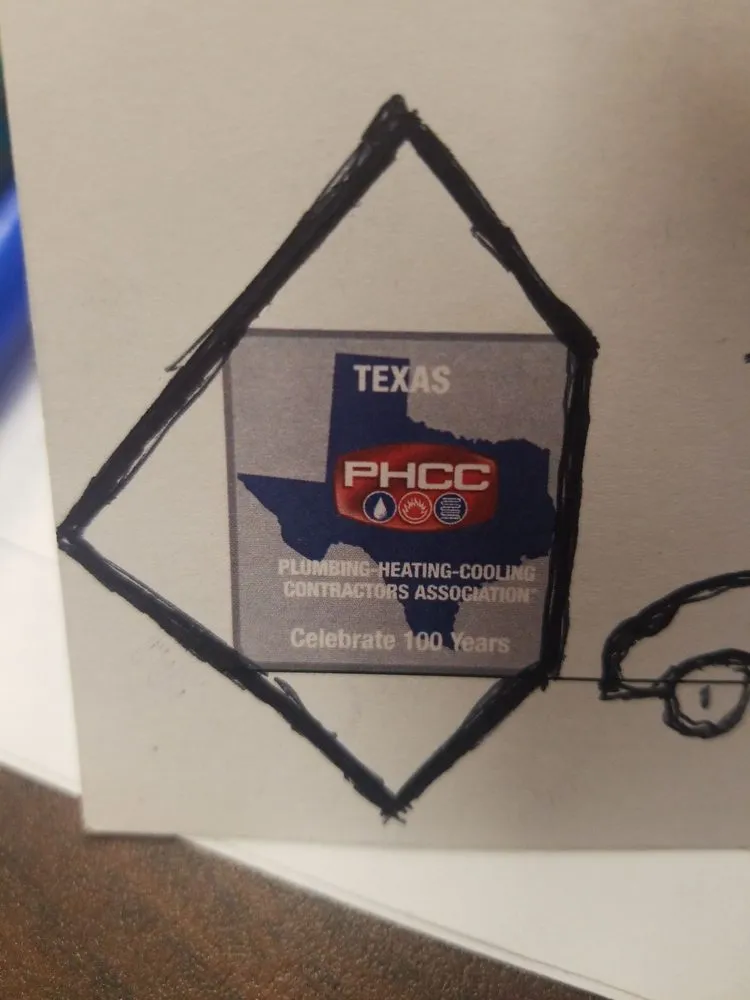 TEXAS
PHCC
PLUMBING-HEATING-COOLING
CONTRACTORS ASSOCIATION®
Celebrate 100 Years